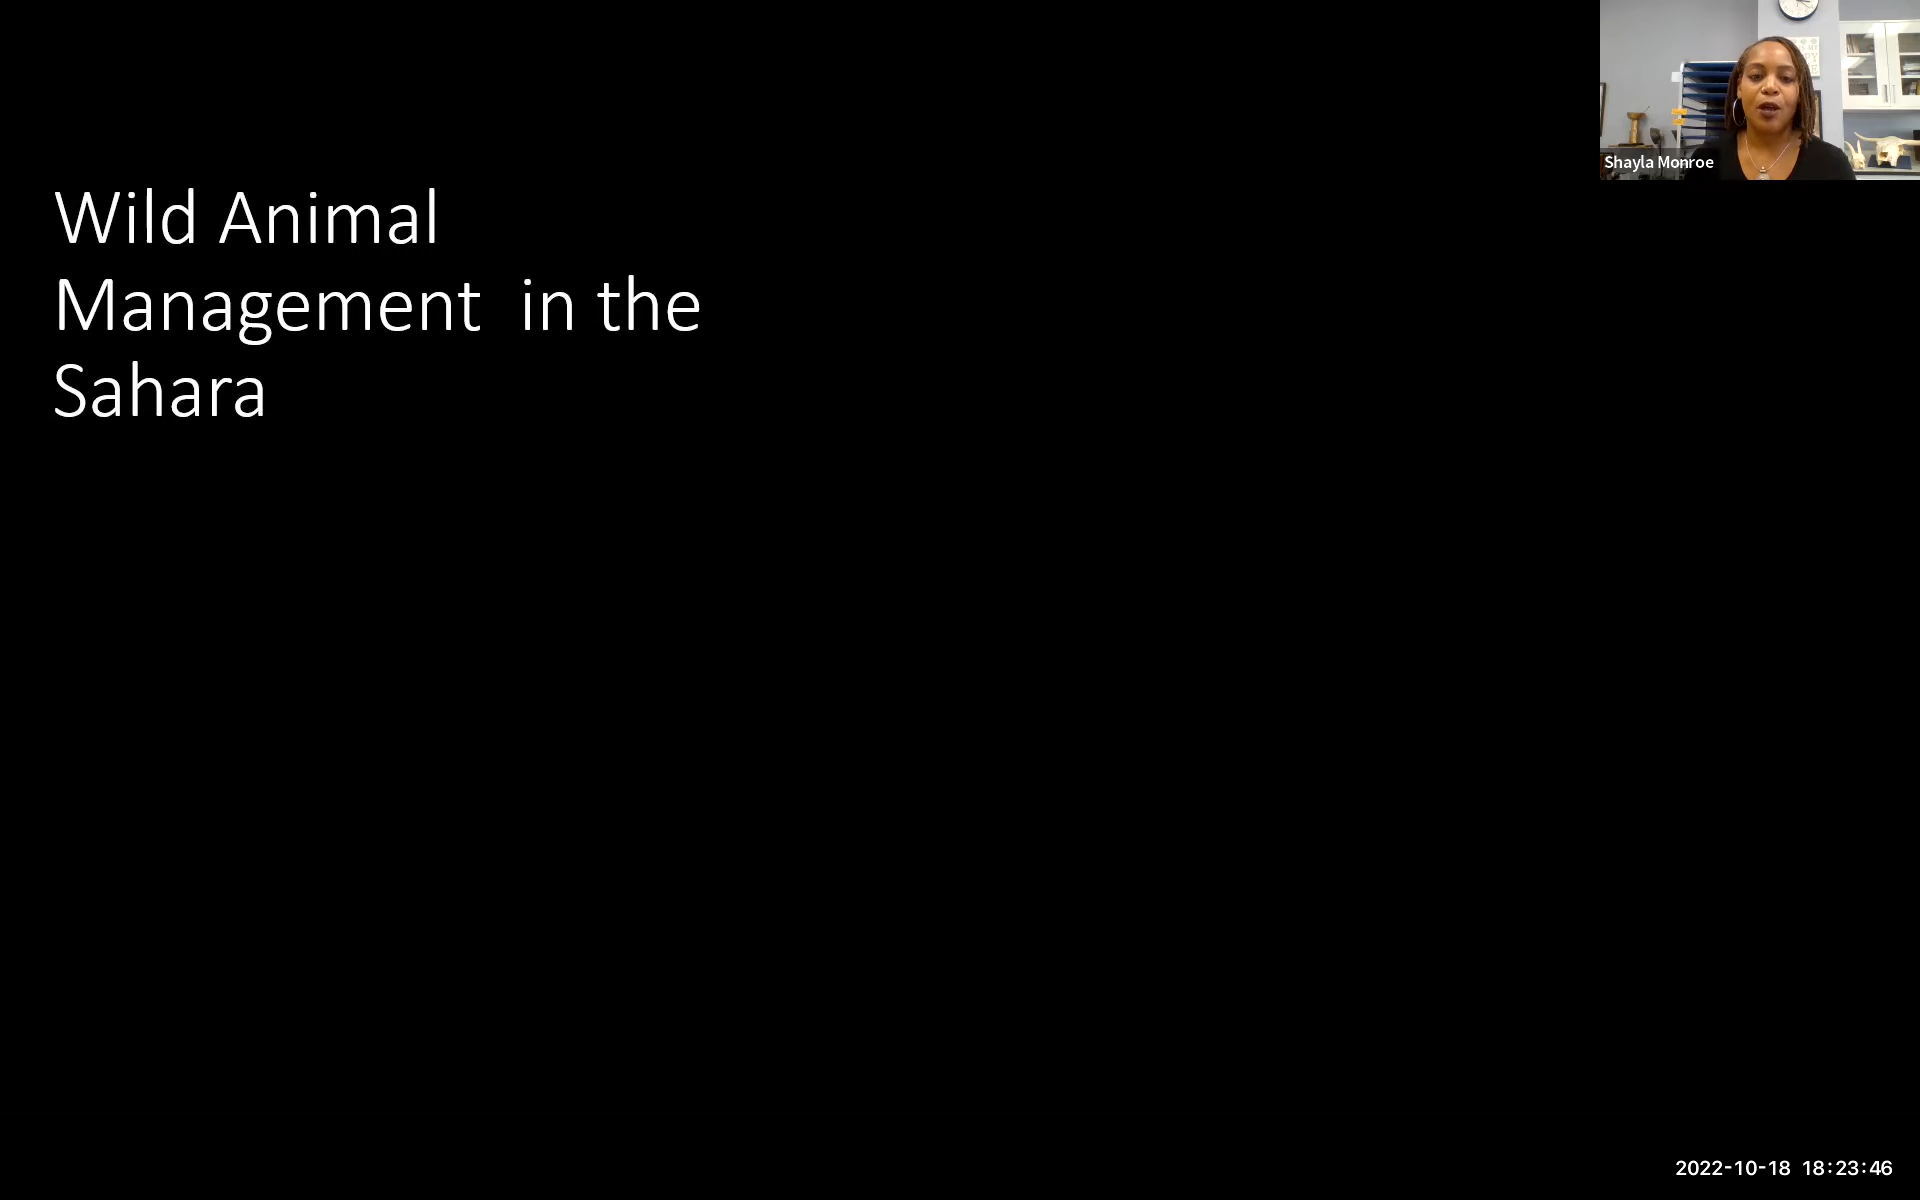 Shayla Monroe
Wild Animal
Management  in the
Sahara
2022-10-18 18:23:46